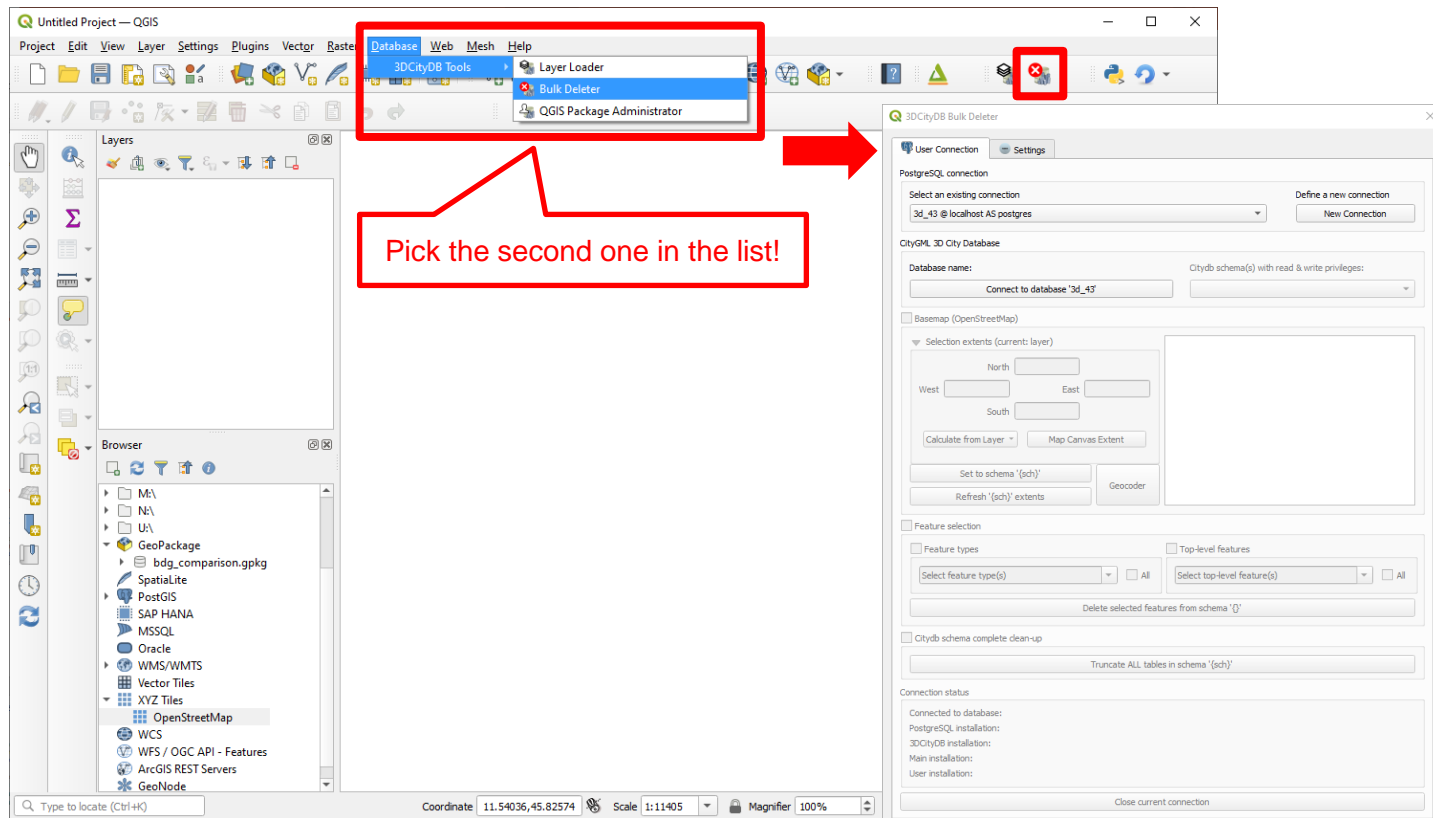 Untitled Project — QGIS
Project Edit View Layer Settings Plugins Vector Raster Database Web Mesh Help
3DCityDB Tools
Layer Loader
Bulk Deleter
QGIS Package Administrator
Pick the second one in the list!
Layers
Browser
M:\
N:\
U:\
GeoPackage
bdg_comparison.gpkg
SpatiaLite
PostGIS
SAP HANA
MSSQL
Oracle
WMS/WMTS
Vector Tiles
XYZ Tiles
OpenStreetMap
WCS
WFS / OGC API - Features
ArcGIS REST Servers
GeoNode
Type to locate (Ctrl+K)
Coordinate 11.54036,45.82574 Scale 1:11405 Magnifier 100%
3DCityDB Bulk Deleter
User Connection Settings
PostgreSQL connection
Select an existing connection Define a new connection
3d_43 @ localhost AS postgres New Connection
CityGML 3D City Database
Database name: Citydb schema(s) with read & write privileges:
Connect to database '3d_43'
Basemap (OpenStreetMap)
Selection extents (current: layer)
North
West East
South
Calculate from Layer Map Canvas Extent
Set to schema '{sch}'
Geocoder
Refresh '{sch}' extents
Feature selection
Feature types Top-level features
Select feature type(s) All Select top-level feature(s) All
Delete selected features from schema '{}'
Citydb schema complete clean-up
Truncate ALL tables in schema '{sch}'
Connection status
Connected to database:
PostgreSQL installation:
3DCityDB installation:
Main installation:
User installation:
Close current connection